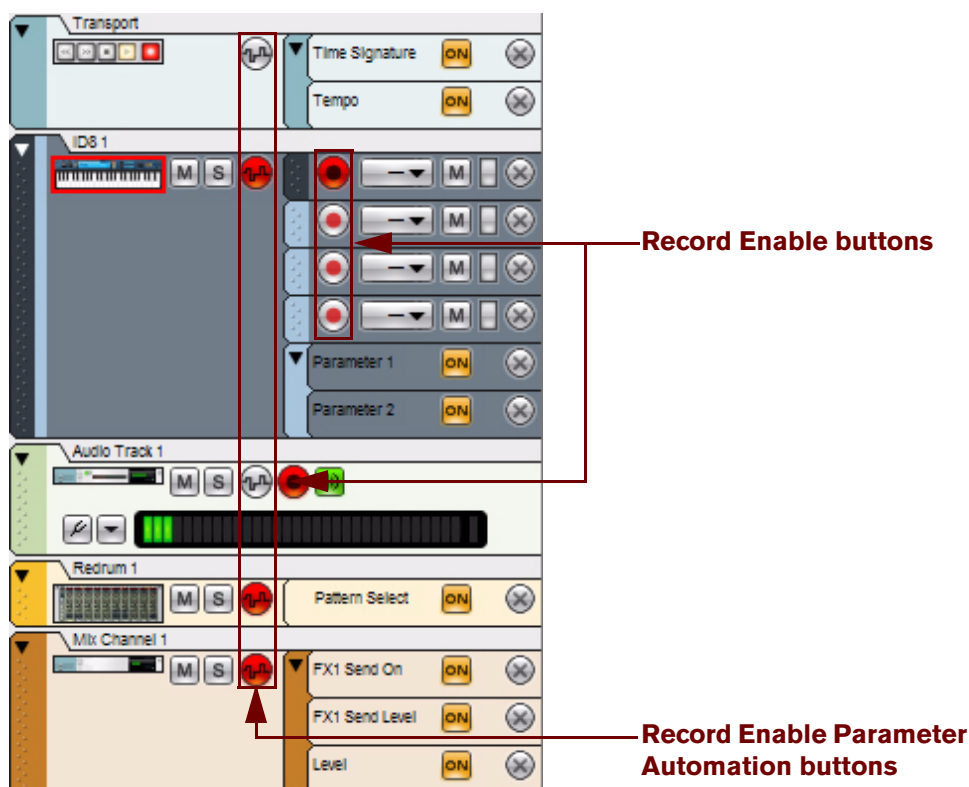 Transport
Time Signature ON
Tempo ON
ID8 1
M S M
M
Record Enable buttons
M
M
Parameter 1 ON
Parameter 2 ON
Audio Track 1
M S
Redrum 1
M S Pattern Select ON
Mix Channel 1
M S FX1 Send On ON
FX1 Send Level ON
Record Enable Parameter
Automation buttons
Level ON